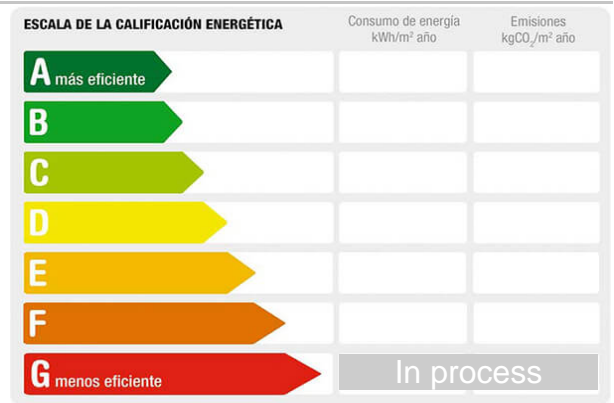 ESCALA DE LA CALIFICACIÓN ENERGÉTICA
Consumo de energía
kWh/m² año
Emisiones
kgCO₂/m² año
A más eficiente
B
C
D
E
F
G menos eficiente
In process